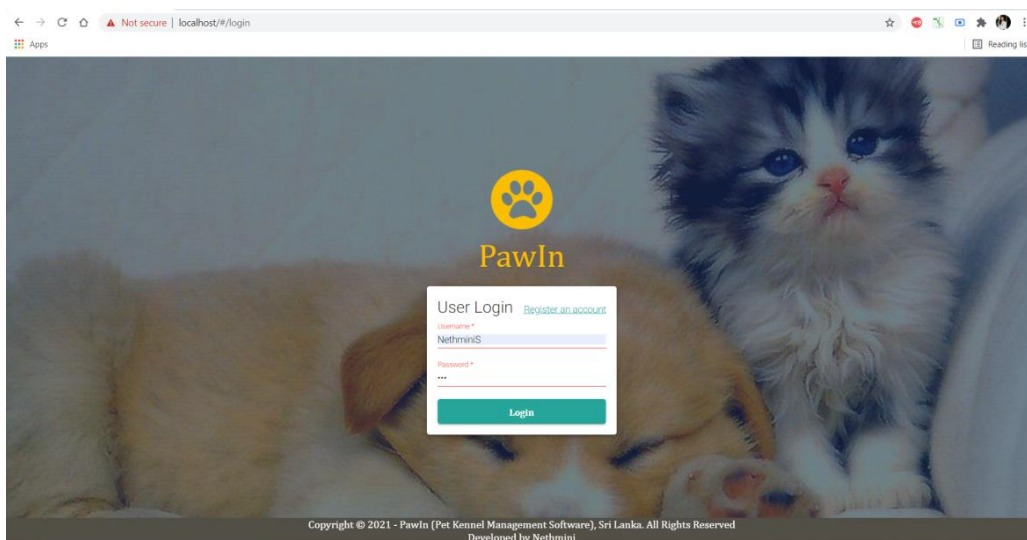 Not secure | localhost/#/login
Apps
Reading lis
PawIn
User Login Register an account
Username *
NethminiS
Password *
•••
Login
Copyright © 2021 - PawIn (Pet Kennel Management Software), Sri Lanka. All Rights Reserved
Developed by Nethmini